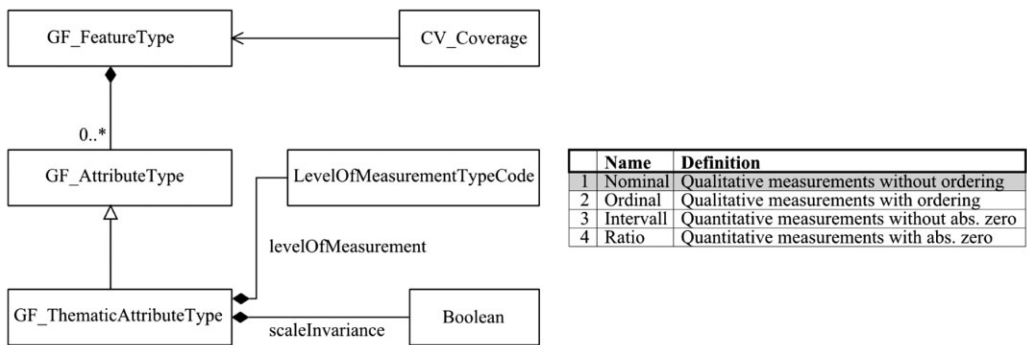 GF_FeatureType
CV_Coverage
0..*
GF_AttributeType
LevelOfMeasurementTypeCode
levelOfMeasurement
GF_ThematicAttributeType
Boolean
scaleInvariance
Name Definition
1 Nominal Qualitative measurements without ordering
2 Ordinal Qualitative measurements with ordering
3 Intervall Quantitative measurements without abs. zero
4 Ratio Quantitative measurements with abs. zero